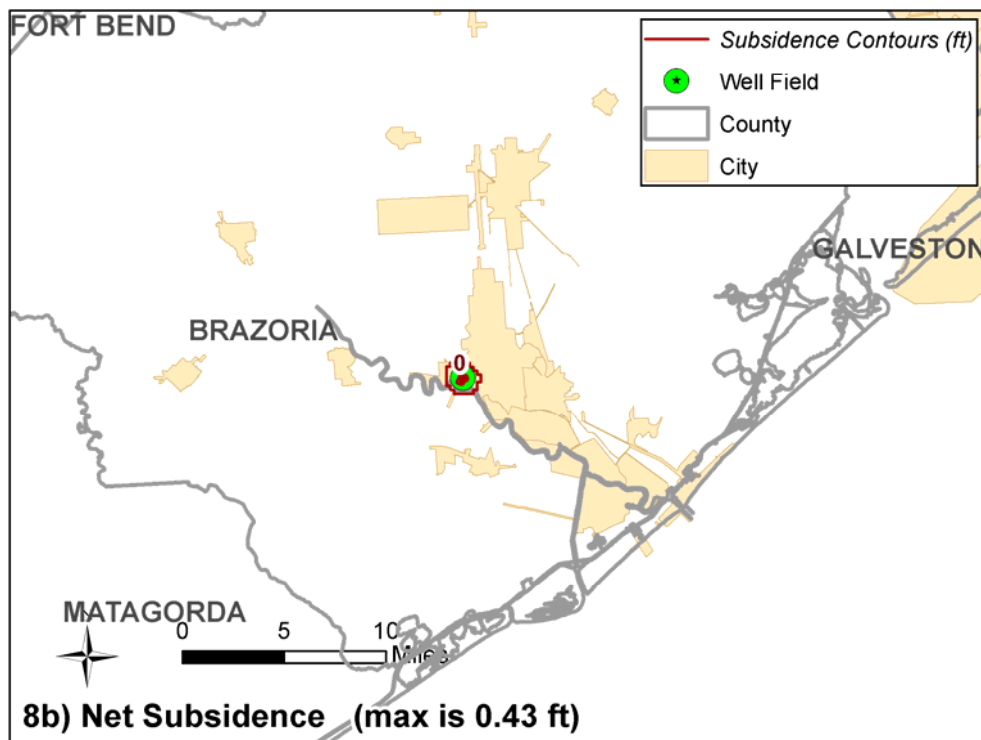 FORT BEND
Subsidence Contours (ft)
Well Field
County
City
GALVESTON
BRAZORIA
0
MATAGORDA
0 5 10
Miles
8b) Net Subsidence (max is 0.43 ft)